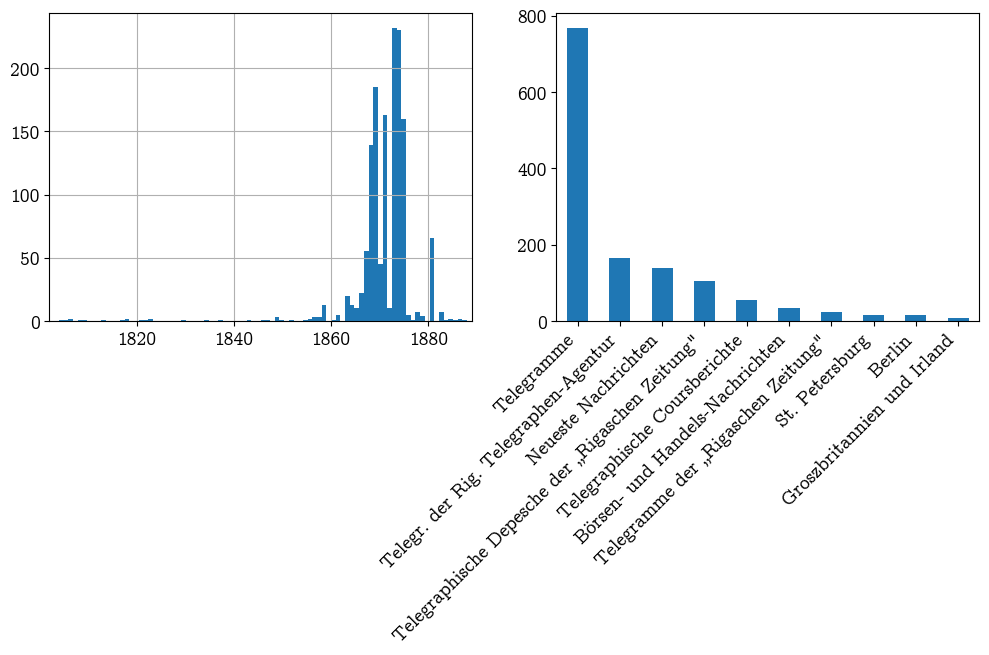 200
150
100
50
0
1820 1840 1860 1880
800
600
400
200
0
Telegramme
Telegr. der Rig. Telegraphen-Agentur
Neueste Nachrichten
Telegraphische Depesche der „Rigaschen Zeitung"
Telegraphische Coursberichte
Börsen- und Handels-Nachrichten
Telegramme der „Rigaschen Zeitung"
St. Petersburg
Berlin
Groszbritannien und Irland